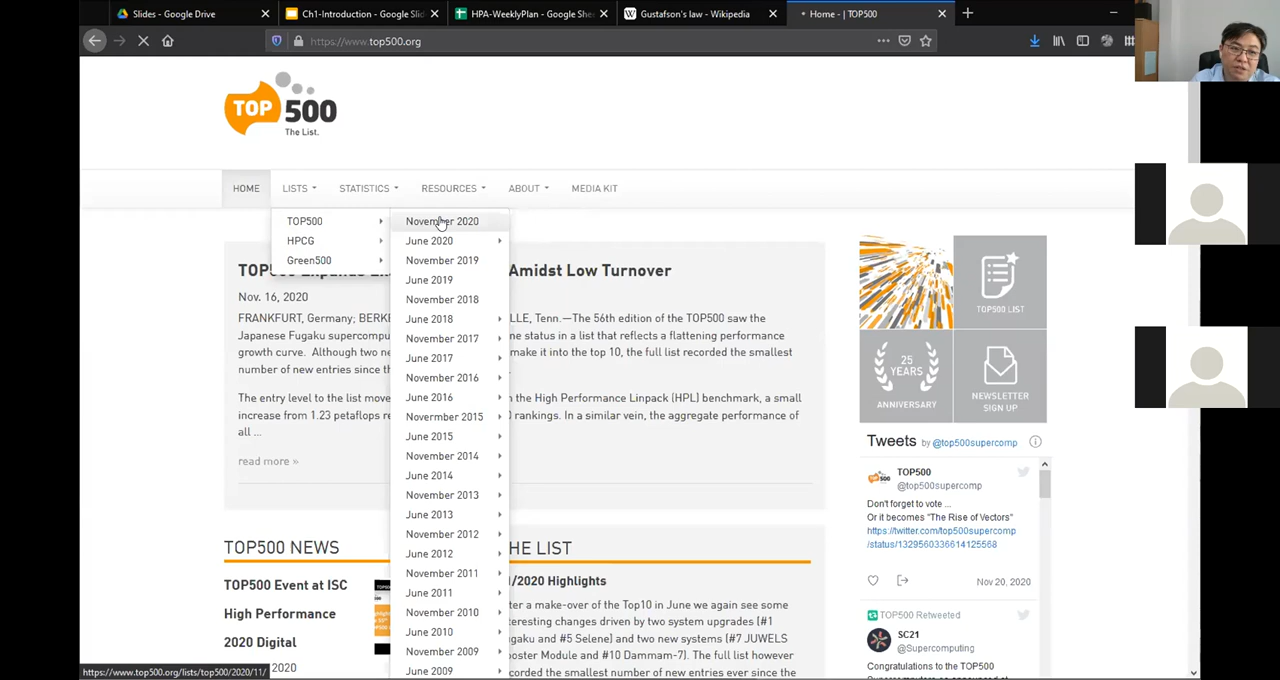 Slides - Google Drive
Ch1-Introduction - Google Slid
HPA-WeeklyPlan - Google Shee
Gustafson's law - Wikipedia
Home - | TOP500
https://www.top500.org
TOP 500
The List.
HOME
LISTS
STATISTICS
RESOURCES
ABOUT
MEDIA KIT
TOP500
HPCG
Green500
November 2020
June 2020
November 2019
June 2019
November 2018
June 2018
November 2017
June 2017
November 2016
June 2016
November 2015
June 2015
November 2014
June 2014
November 2013
June 2013
November 2012
June 2012
November 2011
June 2011
November 2010
June 2010
November 2009
June 2009
TOP500 Expands Amidst Low Turnover
Nov. 16, 2020
FRANKFURT, Germany; BERKE LLE, Tenn.—The 56th edition of the TOP500 saw the
Japanese Fugaku supercompu ne status in a list that reflects a flattening performance
growth curve. Although two ne make it into the top 10, the full list recorded the smallest
number of new entries since th
The entry level to the list move n the High Performance Linpack (HPL) benchmark, a small
increase from 1.23 petaflops re 0 rankings. In a similar vein, the aggregate performance of
all ...
read more »
TOP500 LIST
25
YEARS
ANNIVERSARY
NEWSLETTER
SIGN UP
Tweets by @top500supercomp
TOP500
@top500supercomp
Don't forget to vote ...
Or it becomes "The Rise of Vectors"
https://twitter.com/top500supercomp
/status/1329560336614125568
Nov 20, 2020
TOP500 Retweeted
SC21
@Supercomputing
Congratulations to the TOP500
TOP500 NEWS
TOP500 Event at ISC
High Performance
2020 Digital
2020
HE LIST
1/2020 Highlights
ter a make-over of the Top10 in June we again see some
teresting changes driven by two system upgrades (#1
gaku and #5 Selene) and two new systems (#7 JUWELS
oster Module and #10 Dammam-7). The full list however
corded the smallest number of new entries ever since the
https://www.top500.org/lists/top500/2020/11/